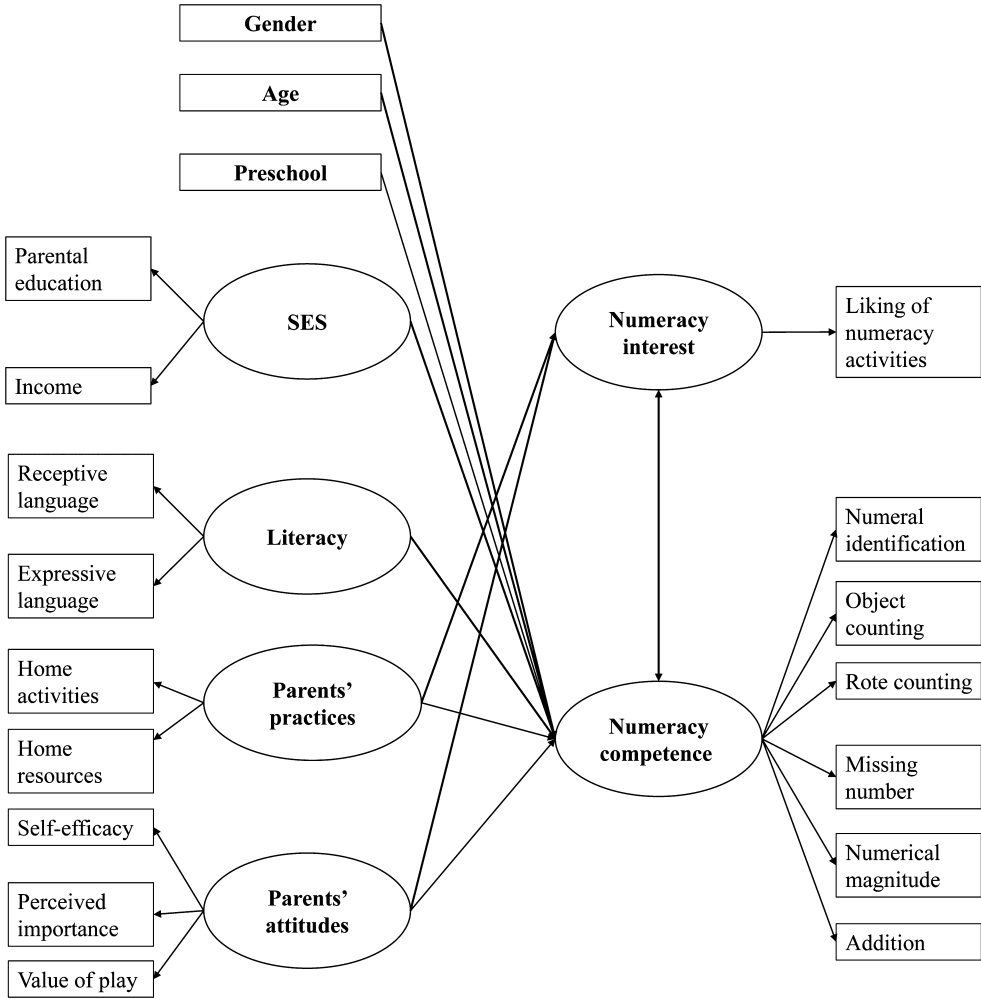 Gender
Age
Preschool
Parental
education
Income
SES
Receptive
language
Expressive
language
Literacy
Home
activities
Home
resources
Parents’
practices
Self-efficacy
Perceived
importance
Value of play
Parents’
attitudes
Numeracy
interest
Liking of
numeracy
activities
Numeracy
competence
Numeral
identification
Object
counting
Rote counting
Missing
number
Numerical
magnitude
Addition